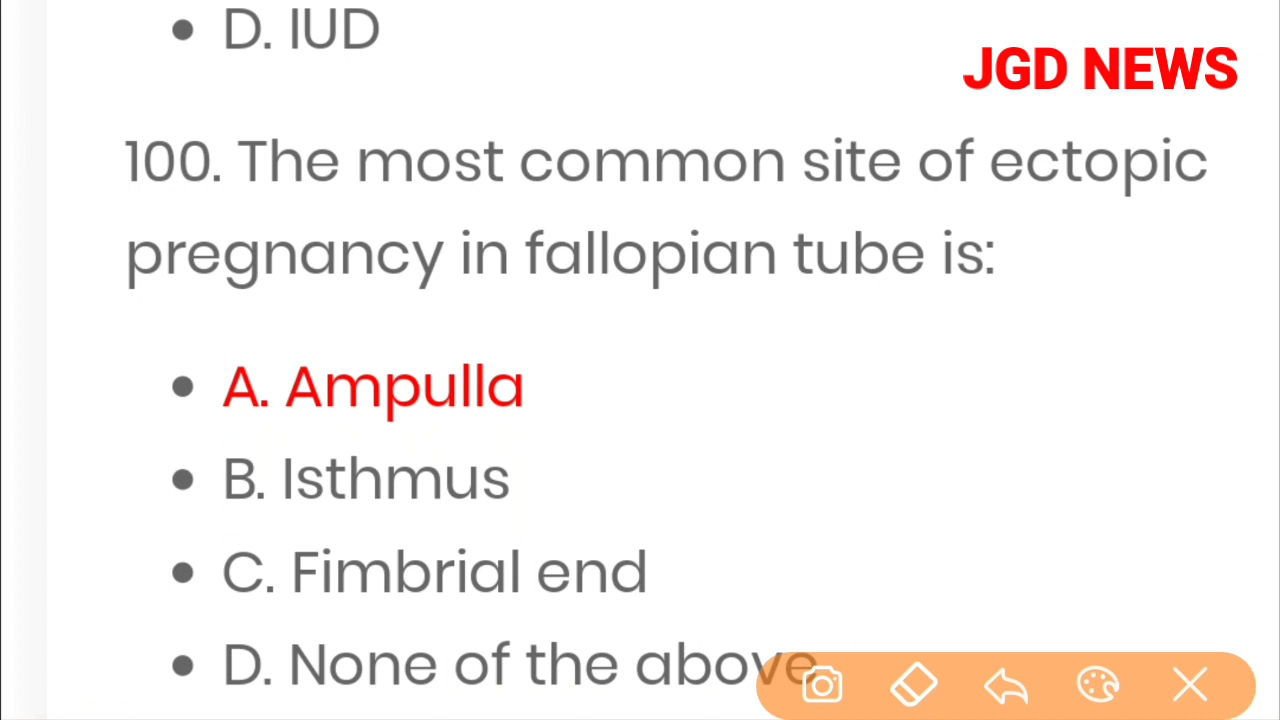 D. IUD
JGD NEWS
100. The most common site of ectopic
pregnancy in fallopian tube is:
A. Ampulla
B. Isthmus
C. Fimbrial end
D. None of the above